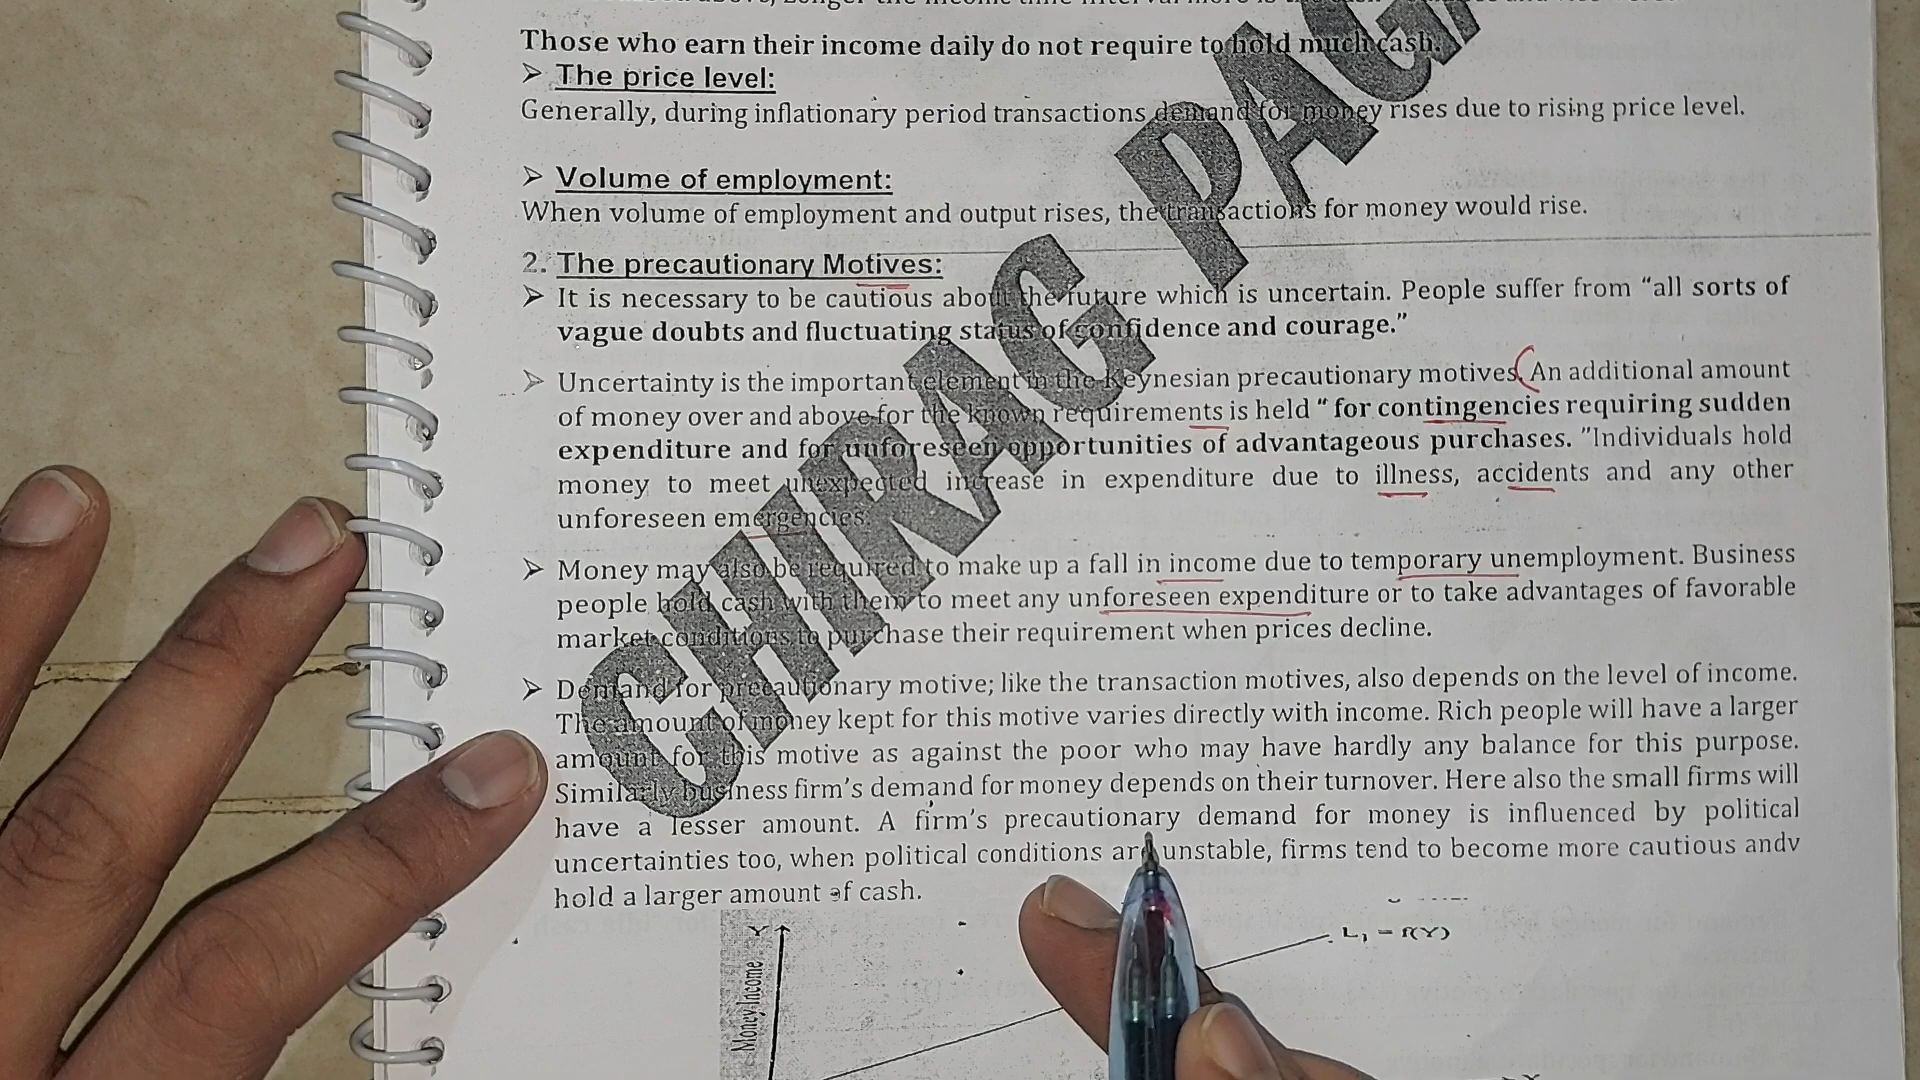 Those who earn their income daily do not require to hold much cash.
➢ The price level:
Generally, during inflationary period transactions demand for money rises due to rising price level.
➢ Volume of employment:
When volume of employment and output rises, the transactions for money would rise.
2. The precautionary Motives:
➢ It is necessary to be cautious about the future which is uncertain. People suffer from “all sorts of
vague doubts and fluctuating status of confidence and courage.”
➢ Uncertainty is the important element in the Keynesian precautionary motives. An additional amount
of money over and above for the known requirements is held “ for contingencies requiring sudden
expenditure and for unforeseen opportunities of advantageous purchases. "Individuals hold
money to meet unexpected increase in expenditure due to illness, accidents and any other
unforeseen emergencies.
➢ Money may also be required to make up a fall in income due to temporary unemployment. Business
people hold cash with them to meet any unforeseen expenditure or to take advantages of favorable
market conditions to purchase their requirement when prices decline.
➢ Demand for precautionary motive; like the transaction motives, also depends on the level of income.
The amount of money kept for this motive varies directly with income. Rich people will have a larger
amount for this motive as against the poor who may have hardly any balance for this purpose.
Similarly business firm’s demand for money depends on their turnover. Here also the small firms will
have a lesser amount. A firm’s precautionary demand for money is influenced by political
uncertainties too, when political conditions are unstable, firms tend to become more cautious andv
hold a larger amount of cash.
Y
L₁ = f(Y)
Money Income
CHIRAG PAG